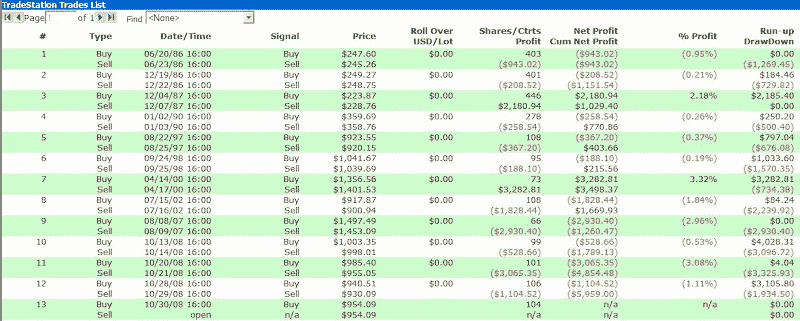 TradeStation Trades List
Page 1 of 1 Find <None>
# Type Date/Time Signal Price Roll Over USD/Lot Shares/Ctrts Profit Net Profit Cum Net Profit % Profit Run-up DrawDown
1 Buy 06/20/86 16:00 Buy $247.60 $0.00 403 ($943.02) (0.95%) $0.00
Sell 06/23/86 16:00 Sell $245.26 ($943.02) ($943.02) ($1,269.45)
2 Buy 12/19/86 16:00 Buy $249.27 $0.00 401 ($208.52) (0.21%) $184.46
Sell 12/22/86 16:00 Sell $248.75 ($208.52) ($1,151.54) ($729.82)
3 Buy 12/04/87 16:00 Buy $223.87 $0.00 446 $2,180.94 2.18% $2,185.40
Sell 12/07/87 16:00 Sell $228.76 $2,180.94 $1,029.40 $0.00
4 Buy 01/02/90 16:00 Buy $359.69 $0.00 278 ($258.54) (0.26%) $250.20
Sell 01/03/90 16:00 Sell $358.76 ($258.54) $770.86 ($500.40)
5 Buy 08/22/97 16:00 Buy $923.55 $0.00 108 ($367.20) (0.37%) $797.04
Sell 08/25/97 16:00 Sell $920.15 ($367.20) $403.66 ($676.08)
6 Buy 09/24/98 16:00 Buy $1,041.67 $0.00 95 ($188.10) (0.19%) $1,033.60
Sell 09/25/98 16:00 Sell $1,039.69 ($188.10) $215.56 ($1,570.35)
7 Buy 04/14/00 16:00 Buy $1,356.56 $0.00 73 $3,282.81 3.32% $3,282.81
Sell 04/17/00 16:00 Sell $1,401.53 $3,282.81 $3,498.37 ($734.38)
8 Buy 07/15/02 16:00 Buy $917.87 $0.00 108 ($1,828.44) (1.84%) $84.24
Sell 07/16/02 16:00 Sell $900.94 ($1,828.44) $1,669.93 ($2,239.92)
9 Buy 08/08/07 16:00 Buy $1,497.49 $0.00 66 ($2,930.40) (2.96%) $0.00
Sell 08/09/07 16:00 Sell $1,453.09 ($2,930.40) ($1,260.47) ($2,930.40)
10 Buy 10/13/08 16:00 Buy $1,003.35 $0.00 99 ($528.66) (0.53%) $4,028.31
Sell 10/14/08 16:00 Sell $998.01 ($528.66) ($1,789.13) ($3,096.72)
11 Buy 10/20/08 16:00 Buy $985.40 $0.00 101 ($3,065.35) (3.08%) $4.04
Sell 10/21/08 16:00 Sell $955.05 ($3,065.35) ($4,854.48) ($3,325.93)
12 Buy 10/28/08 16:00 Buy $940.51 $0.00 106 ($1,104.52) (1.11%) $3,105.80
Sell 10/29/08 16:00 Sell $930.09 ($1,104.52) ($5,959.00) ($1,934.50)
13 Buy 10/30/08 16:00 Buy $954.09 104 n/a n/a $0.00
Sell open n/a $954.09 n/a n/a $0.00